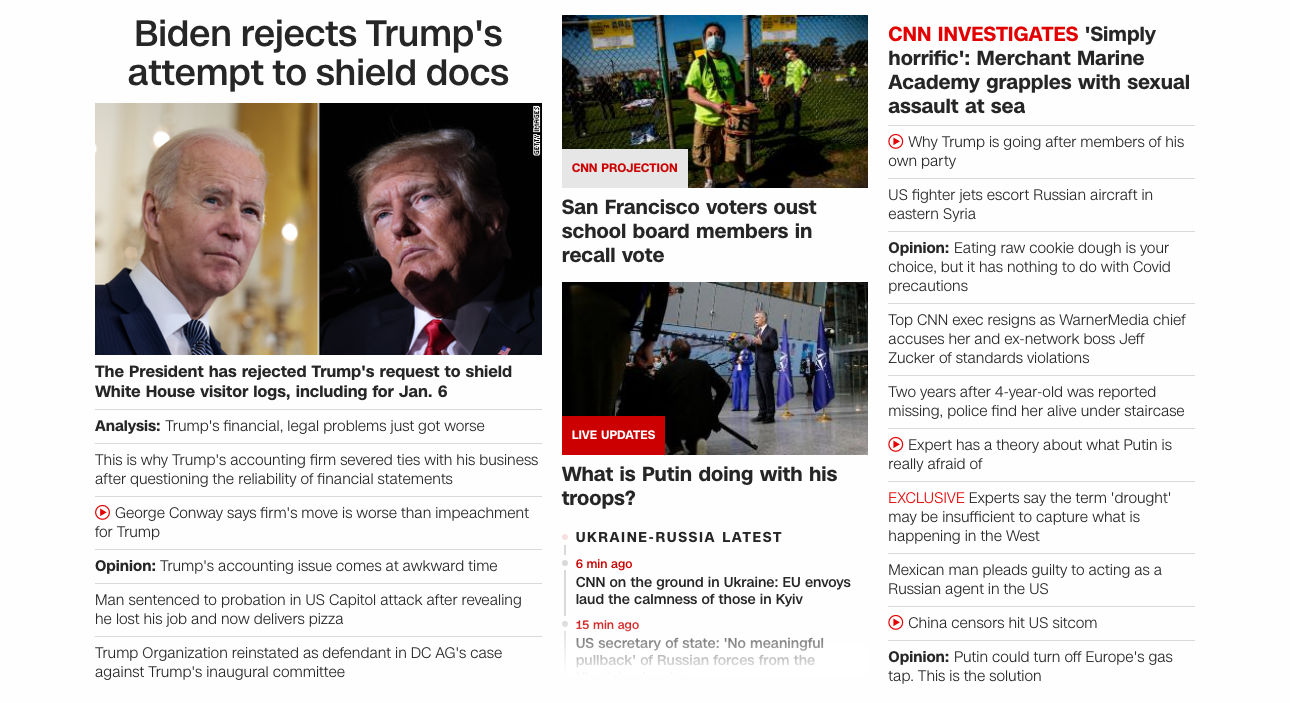 Biden rejects Trump's
attempt to shield docs
GETTY IMAGES
The President has rejected Trump's request to shield
White House visitor logs, including for Jan. 6
Analysis: Trump's financial, legal problems just got worse
This is why Trump's accounting firm severed ties with his business
after questioning the reliability of financial statements
George Conway says firm's move is worse than impeachment
for Trump
Opinion: Trump's accounting issue comes at awkward time
Man sentenced to probation in US Capitol attack after revealing
he lost his job and now delivers pizza
Trump Organization reinstated as defendant in DC AG's case
against Trump's inaugural committee
CNN PROJECTION
San Francisco voters oust
school board members in
recall vote
LIVE UPDATES
What is Putin doing with his
troops?
UKRAINE-RUSSIA LATEST
6 min ago
CNN on the ground in Ukraine: EU envoys
laud the calmness of those in Kyiv
15 min ago
US secretary of state: 'No meaningful
pullback' of Russian forces from the
CNN INVESTIGATES 'Simply
horrific': Merchant Marine
Academy grapples with sexual
assault at sea
Why Trump is going after members of his
own party
US fighter jets escort Russian aircraft in
eastern Syria
Opinion: Eating raw cookie dough is your
choice, but it has nothing to do with Covid
precautions
Top CNN exec resigns as WarnerMedia chief
accuses her and ex-network boss Jeff
Zucker of standards violations
Two years after 4-year-old was reported
missing, police find her alive under staircase
Expert has a theory about what Putin is
really afraid of
EXCLUSIVE Experts say the term 'drought'
may be insufficient to capture what is
happening in the West
Mexican man pleads guilty to acting as a
Russian agent in the US
China censors hit US sitcom
Opinion: Putin could turn off Europe's gas
tap. This is the solution